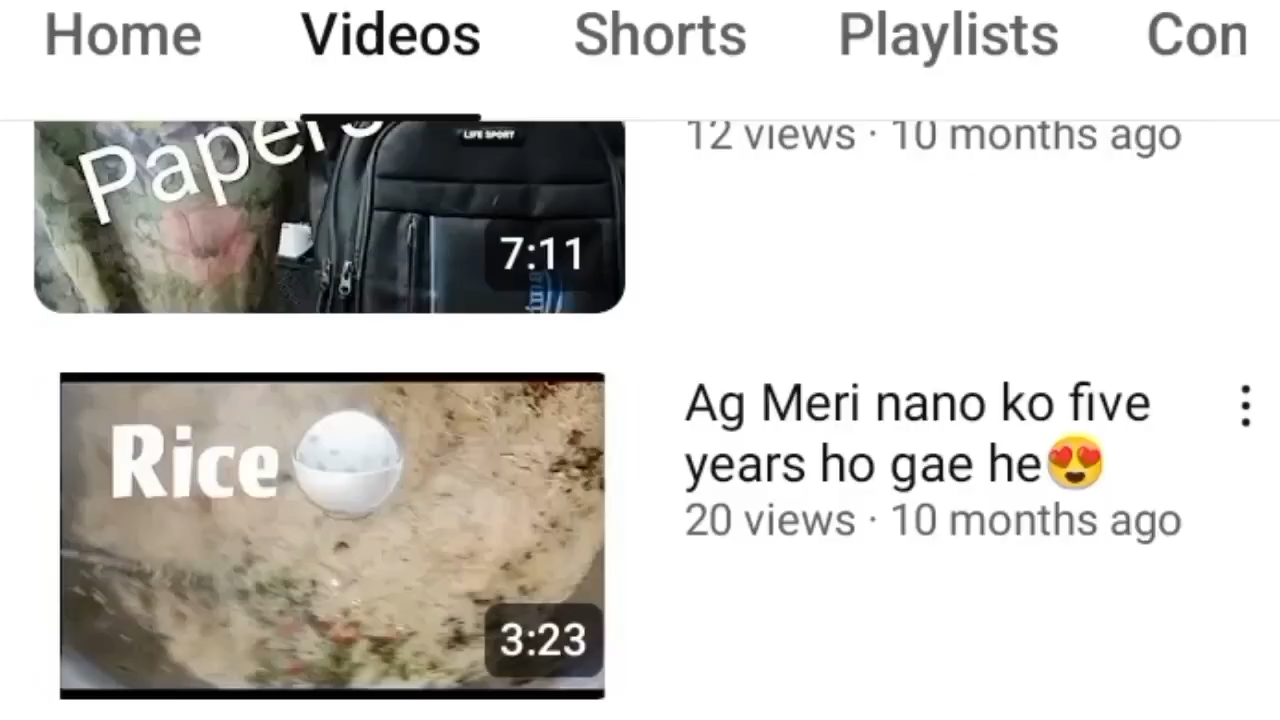 Home Videos Shorts Playlists Con
Papers
LIFE SPORT
12 views · 10 months ago
7:11
Rice
Ag Meri nano ko five
years ho gae he😍
20 views · 10 months ago
3:23